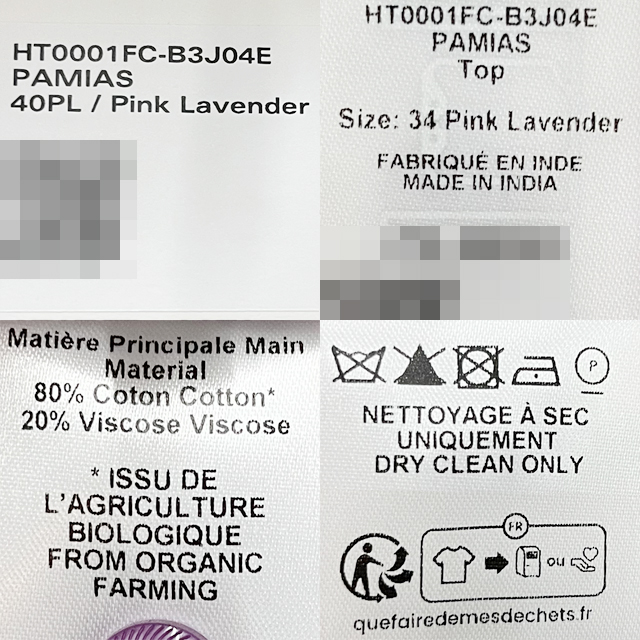 HT0001FC-B3J04E
PAMIAS
40PL / Pink Lavender
HT0001FC-B3J04E
PAMIAS
Top
Size: 34 Pink Lavender
FABRIQUÉ EN INDE
MADE IN INDIA
Matière Principale Main
Material
80% Coton Cotton*
20% Viscose Viscose
* ISSU DE
L'AGRICULTURE
BIOLOGIQUE
FROM ORGANIC
FARMING
P
NETTOYAGE À SEC
UNIQUEMENT
DRY CLEAN ONLY
FR
ou
quefairedemesdechets.fr